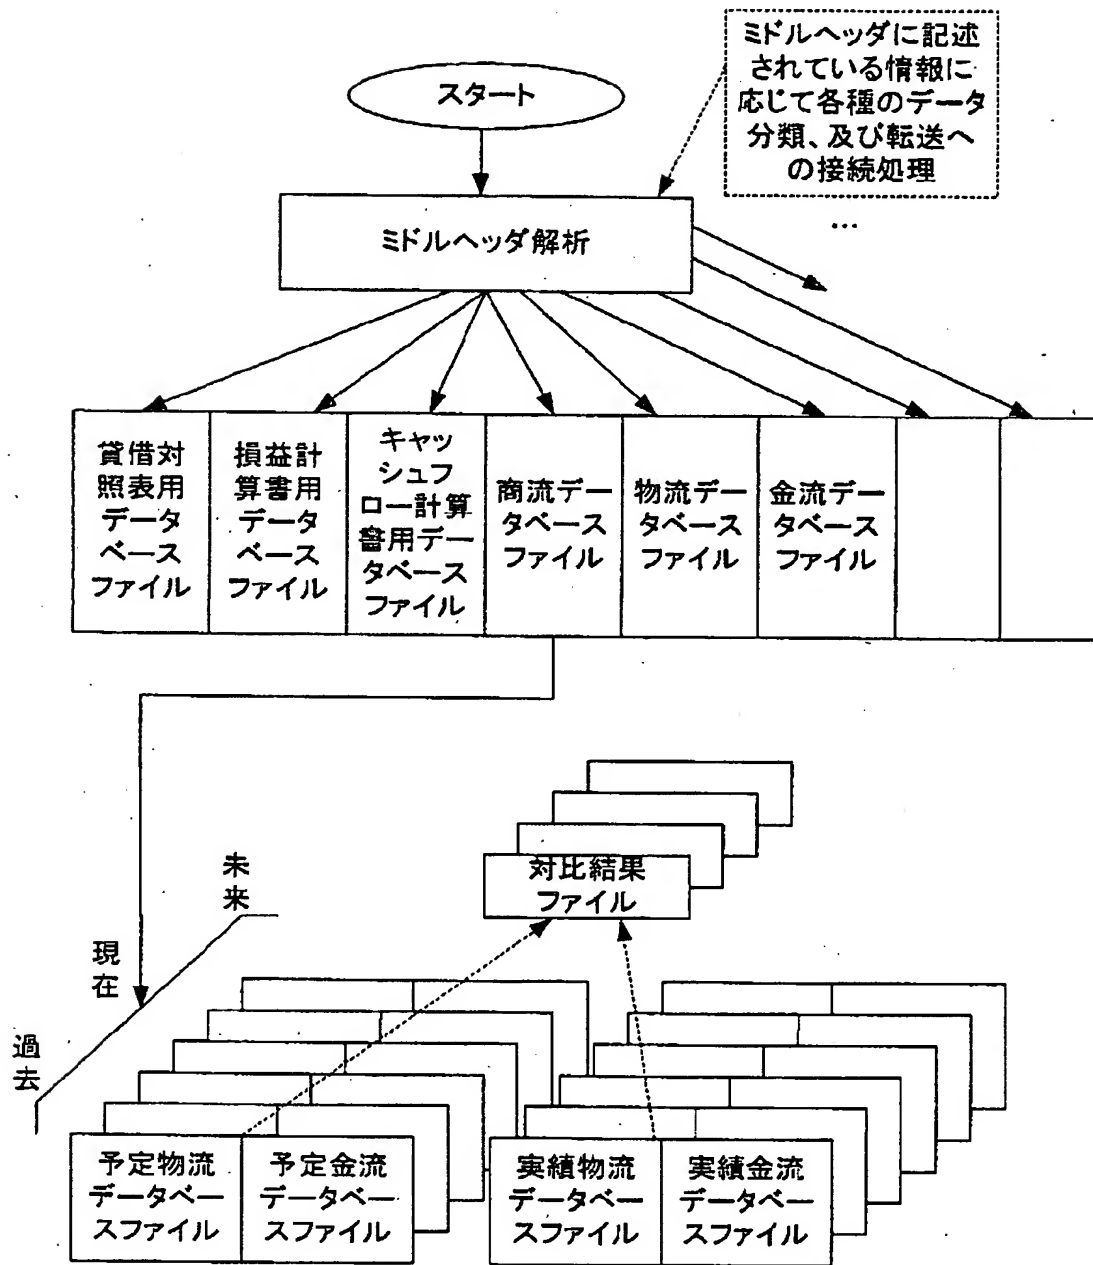 ミドルヘッダに記述
されている情報に
応じて各種のデータ
分類、及び転送へ
の接続処理
スタート
…
ミドルヘッダ解析
貸借対
照表用
データ
ベース
ファイル
損益計
算書用
データ
ベース
ファイル
キャッ
シュフ
ロー計算
書用デー
タベース
ファイル
商流デー
タベース
ファイル
物流デー
タベース
ファイル
金流デー
タベース
ファイル
対比結果
ファイル
未来
現在
過去
予定物流
データベー
スファイル
予定金流
データベー
スファイル
実績物流
データベー
スファイル
実績金流
データベー
スファイル